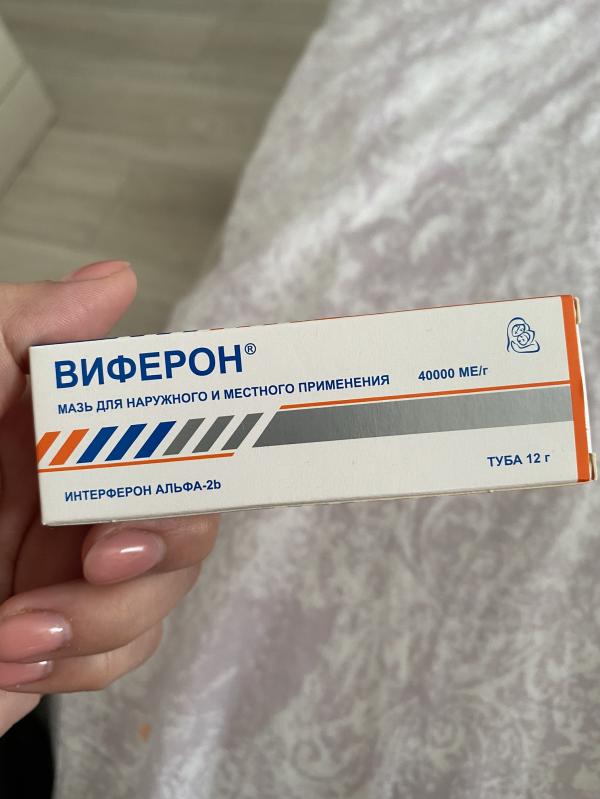 ВИФЕРОН®
МАЗЬ ДЛЯ НАРУЖНОГО И МЕСТНОГО ПРИМЕНЕНИЯ 40000 МЕ/г
ТУБА 12 г
ИНТЕРФЕРОН АЛЬФА-2b